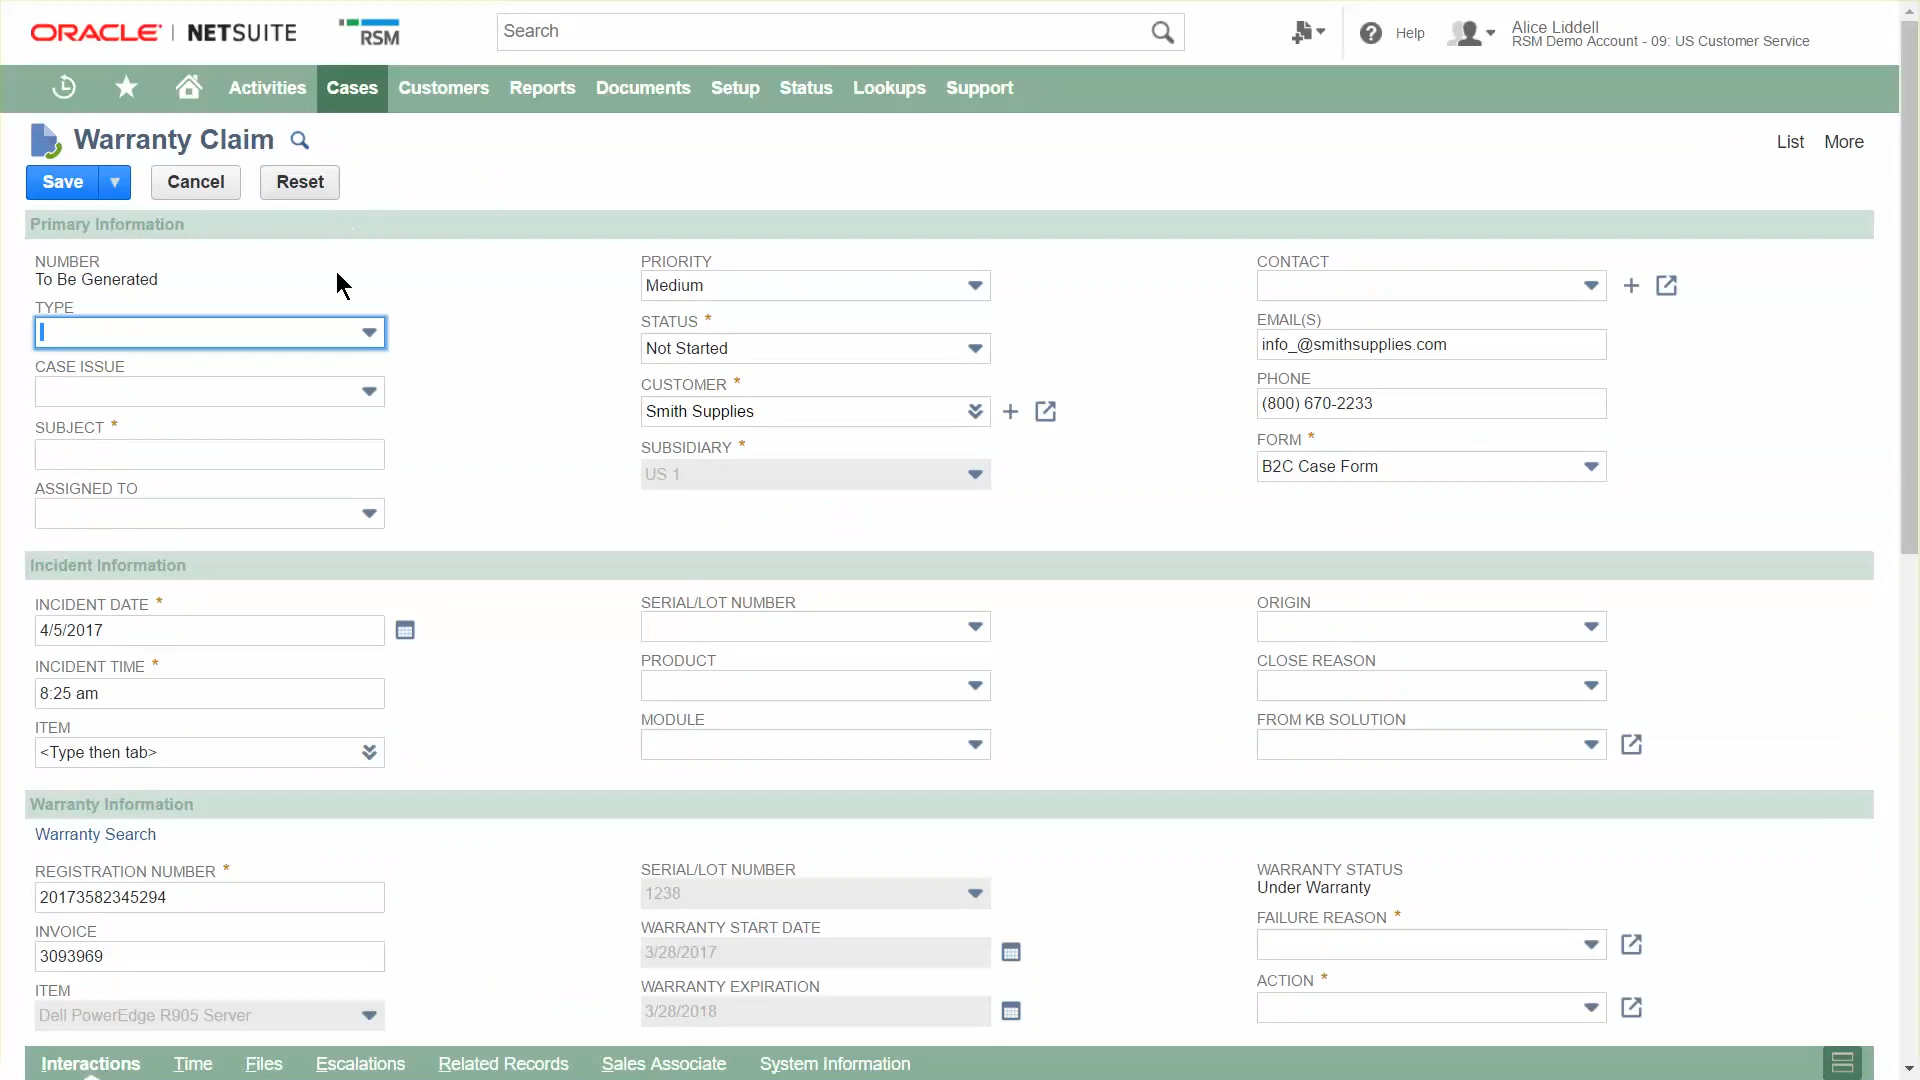 ORACLE | NETSUITE
RSM
Search
Help
Alice Liddell
RSM Demo Account - 09: US Customer Service
Activities Cases Customers Reports Documents Setup Status Lookups Support
Warranty Claim
List More
Save Cancel Reset
Primary Information
NUMBER
To Be Generated
TYPE
CASE ISSUE
SUBJECT *
ASSIGNED TO
PRIORITY
Medium
STATUS *
Not Started
CUSTOMER *
Smith Supplies
SUBSIDIARY *
US 1
CONTACT
EMAIL(S)
info_@smithsupplies.com
PHONE
(800) 670-2233
FORM *
B2C Case Form
Incident Information
INCIDENT DATE *
4/5/2017
INCIDENT TIME *
8:25 am
ITEM
<Type then tab>
SERIAL/LOT NUMBER
PRODUCT
MODULE
ORIGIN
CLOSE REASON
FROM KB SOLUTION
Warranty Information
Warranty Search
REGISTRATION NUMBER *
20173582345294
INVOICE
3093969
ITEM
Dell PowerEdge R905 Server
SERIAL/LOT NUMBER
1238
WARRANTY START DATE
3/28/2017
WARRANTY EXPIRATION
3/28/2018
WARRANTY STATUS
Under Warranty
FAILURE REASON *
ACTION *
Interactions Time Files Escalations Related Records Sales Associate System Information